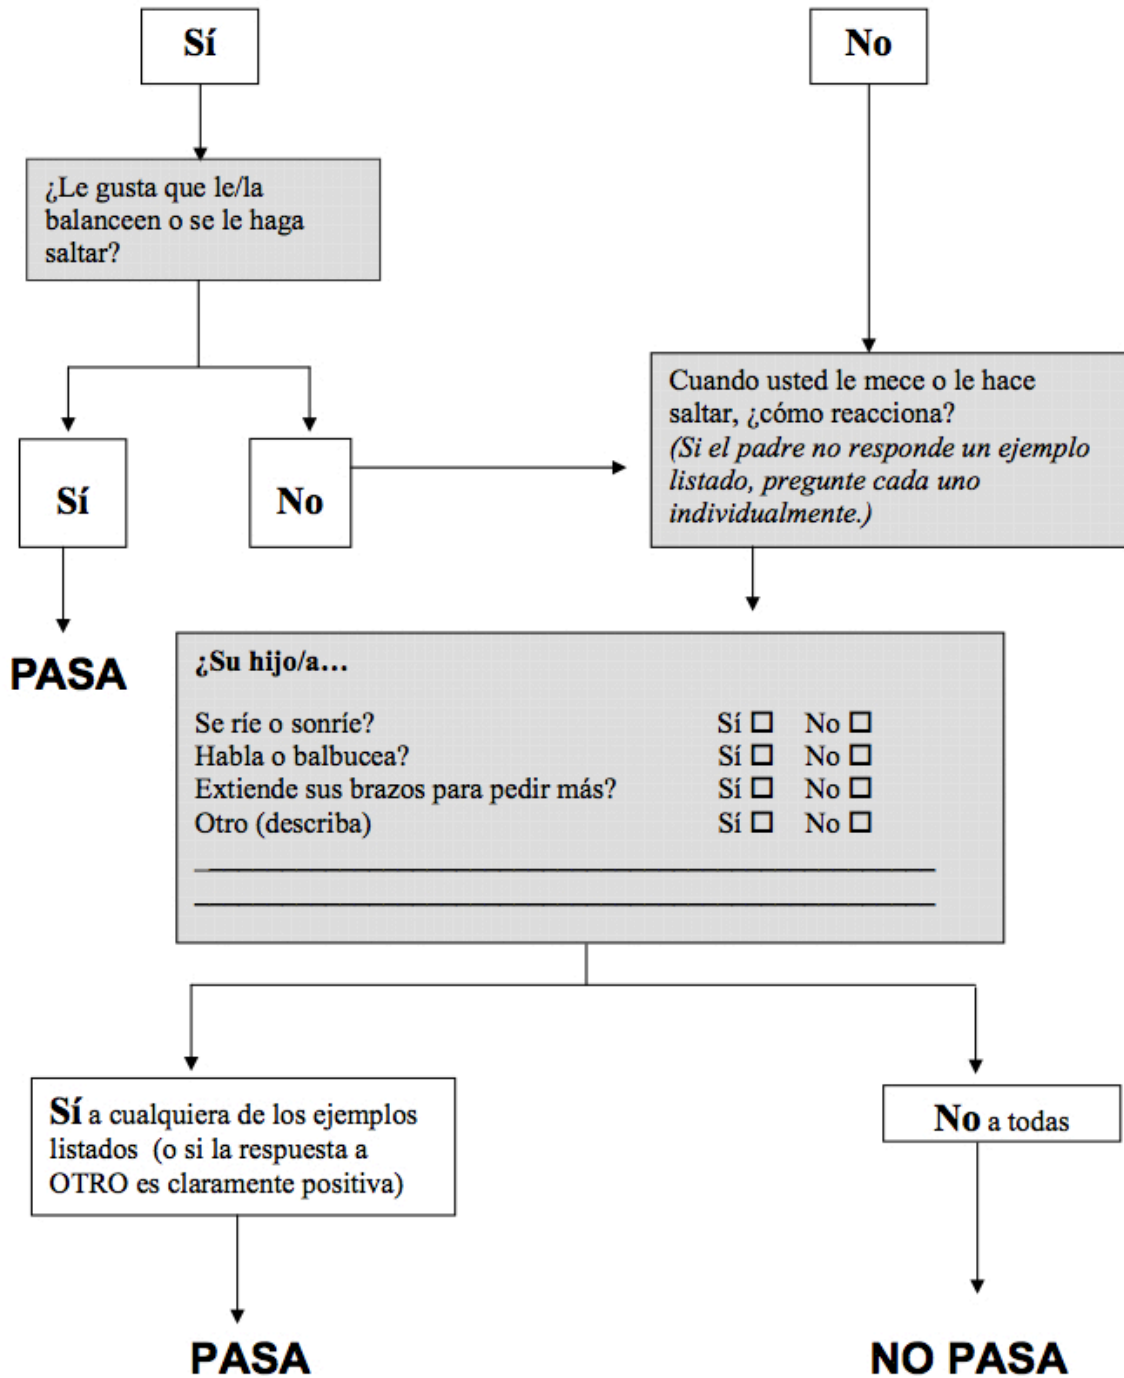 Sí
No
¿Le gusta que le/la
balanceen o se le haga
saltar?
Cuando usted le mece o le hace
saltar, ¿cómo reacciona?
(Si el padre no responde un ejemplo
listado, pregunte cada uno
individualmente.)
Sí
No
PASA
¿Su hijo/a...
Se ríe o sonríe? Sí ☐ No ☐
Habla o balbucea? Sí ☐ No ☐
Extiende sus brazos para pedir más? Sí ☐ No ☐
Otro (describa) Sí ☐ No ☐
Sí a cualquiera de los ejemplos
listados (o si la respuesta a
OTRO es claramente positiva)
No a todas
PASA
NO PASA